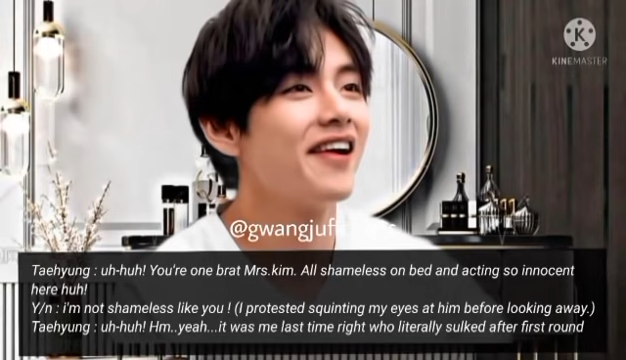 KINEMASTER
@gwangjuf
Taehyung : uh-huh! You're one brat Mrs.kim. All shameless on bed and acting so innocent
here huh!
Y/n : i'm not shameless like you ! (I protested squinting my eyes at him before looking away.)
Taehyung : uh-huh! Hm..yeah...it was me last time right who literally sulked after first round